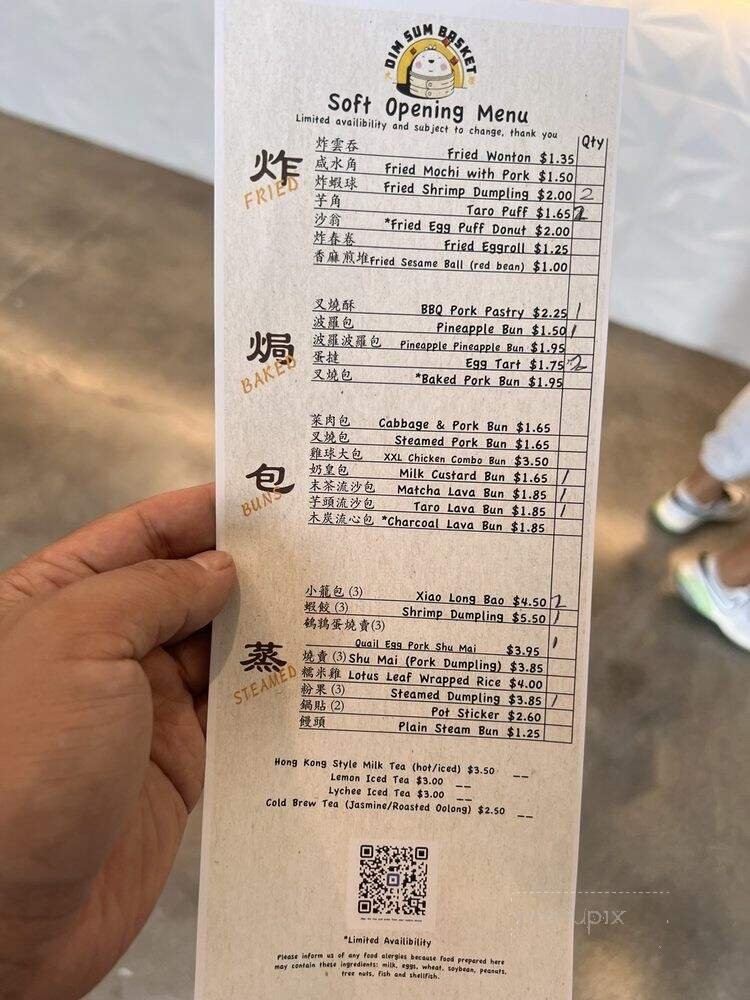 DIM SUM BASKET
Soft Opening Menu
Limited availibility and subject to change, thank you
Qty
炸
FRIED
炸雲吞 Fried Wonton $1.35
咸水角 Fried Mochi with Pork $1.50
炸蝦球 Fried Shrimp Dumpling $2.00 2
芋角 Taro Puff $1.65 2
沙翁 *Fried Egg Puff Donut $2.00
炸春卷 Fried Eggroll $1.25
香麻煎堆 Fried Sesame Ball (red bean) $1.00
焗
BAKED
叉燒酥 BBQ Pork Pastry $2.25 1
波羅包 Pineapple Bun $1.50 1
波羅波羅包 Pineapple Pineapple Bun $1.95
蛋撻 Egg Tart $1.75 2
叉燒包 *Baked Pork Bun $1.95
包
BUNS
菜肉包 Cabbage & Pork Bun $1.65
叉燒包 Steamed Pork Bun $1.65
雞球大包 XXL Chicken Combo Bun $3.50
奶皇包 Milk Custard Bun $1.65 1
末茶流沙包 Matcha Lava Bun $1.85 1
芋頭流沙包 Taro Lava Bun $1.85 1
木炭流心包 *Charcoal Lava Bun $1.85
蒸
STEAMED
小籠包 (3) Xiao Long Bao $4.50 2
蝦餃 (3) Shrimp Dumpling $5.50 1
鵪鶉蛋燒賣(3)
Quail Egg Pork Shu Mai $3.95 1
燒賣 (3) Shu Mai (Pork Dumpling) $3.85
糯米雞 Lotus Leaf Wrapped Rice $4.00
粉果 (3) Steamed Dumpling $3.85 1
鍋貼 (2) Pot Sticker $2.60
饅頭 Plain Steam Bun $1.25
Hong Kong Style Milk Tea (hot/iced) $3.50 __
Lemon Iced Tea $3.00 __
Lychee Iced Tea $3.00 __
Cold Brew Tea (Jasmine/Roasted Oolong) $2.50 __
*Limited Availibility
Please inform us of any food alergies because food prepared here
may contain these ingredients: milk, eggs, wheat, soybean, peanuts,
tree nuts, fish and shellfish.